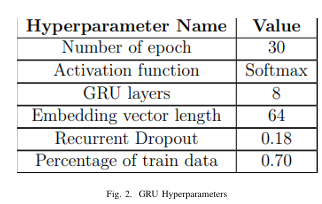 Hyperparameter Name Value
Number of epoch 30
Activation function Softmax
GRU layers 8
Embedding vector length 64
Recurrent Dropout 0.18
Percentage of train data 0.70
Fig. 2. GRU Hyperparameters